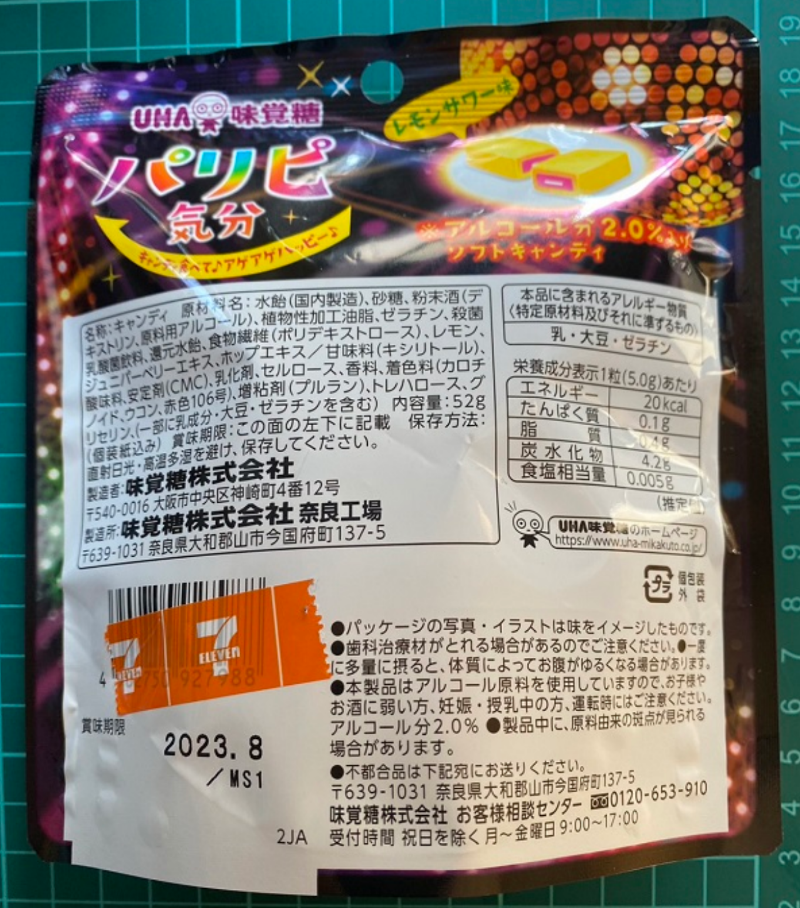 UHA味覚糖
パリピ
気分
キャンディ食べて♪アゲアゲハッピー♪
レモンサワー味
※アルコール分2.0%入り
ソフトキャンディ
名称:キャンディ 原材料名:水飴(国内製造)、砂糖、粉末酒(デ
キストリン、原料用アルコール)、植物性加工油脂、ゼラチン、殺菌
乳酸菌飲料、還元水飴、食物繊維(ポリデキストロース)、レモン、
ジュニパーベリーエキス、ホップエキス/甘味料(キシリトール)、
酸味料、安定剤(CMC)、乳化剤、セルロース、香料、着色料(カロチ
ノイド、ウコン、赤色106号)、増粘剤(プルラン)、トレハロース、グ
リセリン、(一部に乳成分・大豆・ゼラチンを含む) 内容量:52g
(個装紙込み) 賞味期限:この面の左下に記載 保存方法:
直射日光・高温多湿を避け、保存してください。
製造者:味覚糖株式会社
〒540-0016 大阪市中央区神崎町4番12号
製造所:味覚糖株式会社 奈良工場
〒639-1031 奈良県大和郡山市今国府町137-5
本品に含まれるアレルギー物質
(特定原材料及びそれに準ずるもの)
乳・大豆・ゼラチン
栄養成分表示1粒(5.0g)あたり
エネルギー 20kcal
たんぱく質 0.1g
脂質 0.4g
炭水化物 4.2g
食塩相当量 0.005g
(推定値)
UHA味覚糖のホームページ
https://www.uha-mikakuto.co.jp/
プラ
個包装
外袋
7
ELEVEn
7
ELEVEn
4 927988
賞味期限
2023.8
/MS1
2JA
●パッケージの写真・イラストは味をイメージしたものです。
●歯科治療材がとれる場合があるのでご注意ください。●一度
に多量に摂ると、体質によってお腹がゆるくなる場合があります。
●本製品はアルコール原料を使用していますので、お子様や
お酒に弱い方、妊娠・授乳中の方、運転時にはご注意ください。
アルコール分2.0% ●製品中に、原料由来の斑点が見られる
場合があります。
●不都合品は下記宛にお送りください。
〒639-1031 奈良県大和郡山市今国府町137-5
味覚糖株式会社 お客様相談センター 0120-653-910
受付時間 祝日を除く月～金曜日9:00～17:00
19
18
17
16
15
14
13
12
11
10
9
8
7
6
5
4
3
2